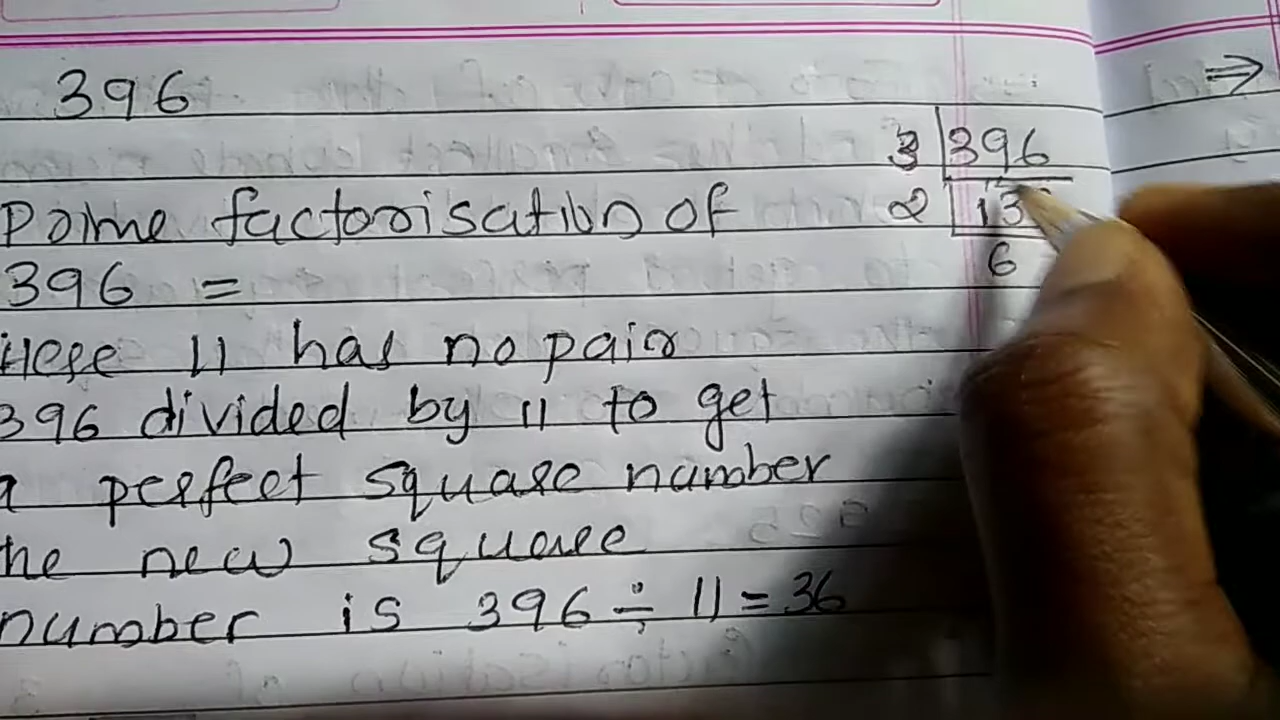 396
3 396
Prime factorisation of
2 13
396 =
6
Here 11 has no pair
396 divided by 11 to get
a perfect square number
he new square
number is 396 ÷ 11 = 36
⇒